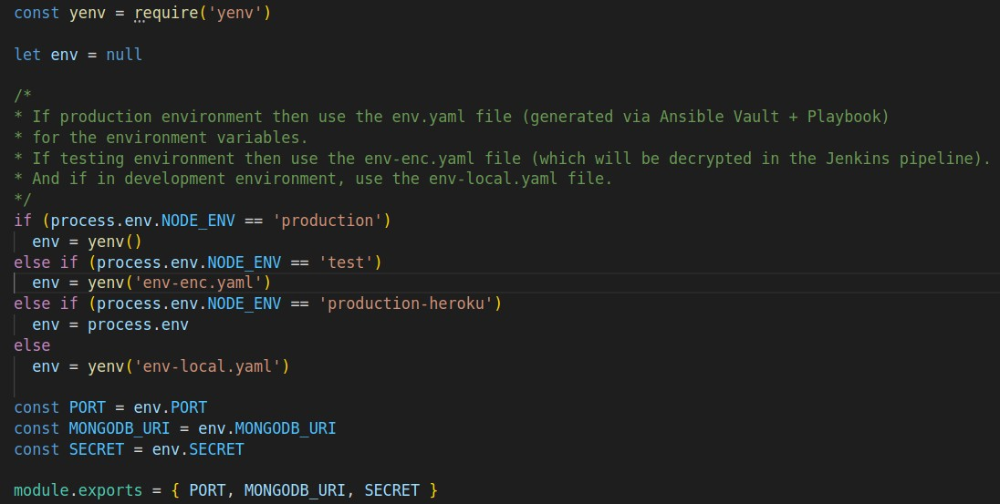 const yenv = require('yenv')
let env = null
/*
* If production environment then use the env.yaml file (generated via Ansible Vault + Playbook)
* for the environment variables.
* If testing environment then use the env-enc.yaml file (which will be decrypted in the Jenkins pipeline).
* And if in development environment, use the env-local.yaml file.
*/
if (process.env.NODE_ENV == 'production')
  env = yenv()
else if (process.env.NODE_ENV == 'test')
  env = yenv('env-enc.yaml')
else if (process.env.NODE_ENV == 'production-heroku')
  env = process.env
else
  env = yenv('env-local.yaml')
const PORT = env.PORT
const MONGODB_URI = env.MONGODB_URI
const SECRET = env.SECRET
module.exports = { PORT, MONGODB_URI, SECRET }